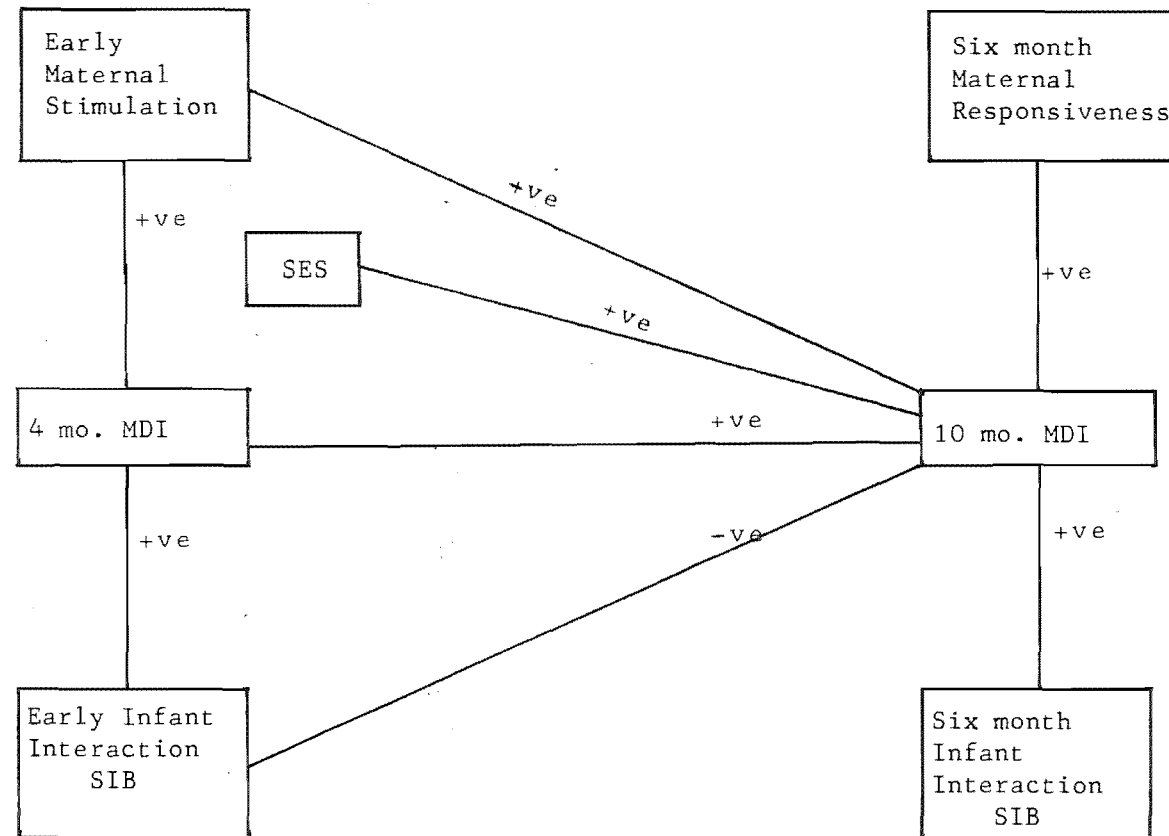 Early
Maternal
Stimulation
Six month
Maternal
Responsiveness
+ve
+ve
SES
+ve
+ve
4 mo. MDI
+ve
10 mo. MDI
+ve
-ve
+ve
Early Infant
Interaction
SIB
Six month
Infant
Interaction
SIB